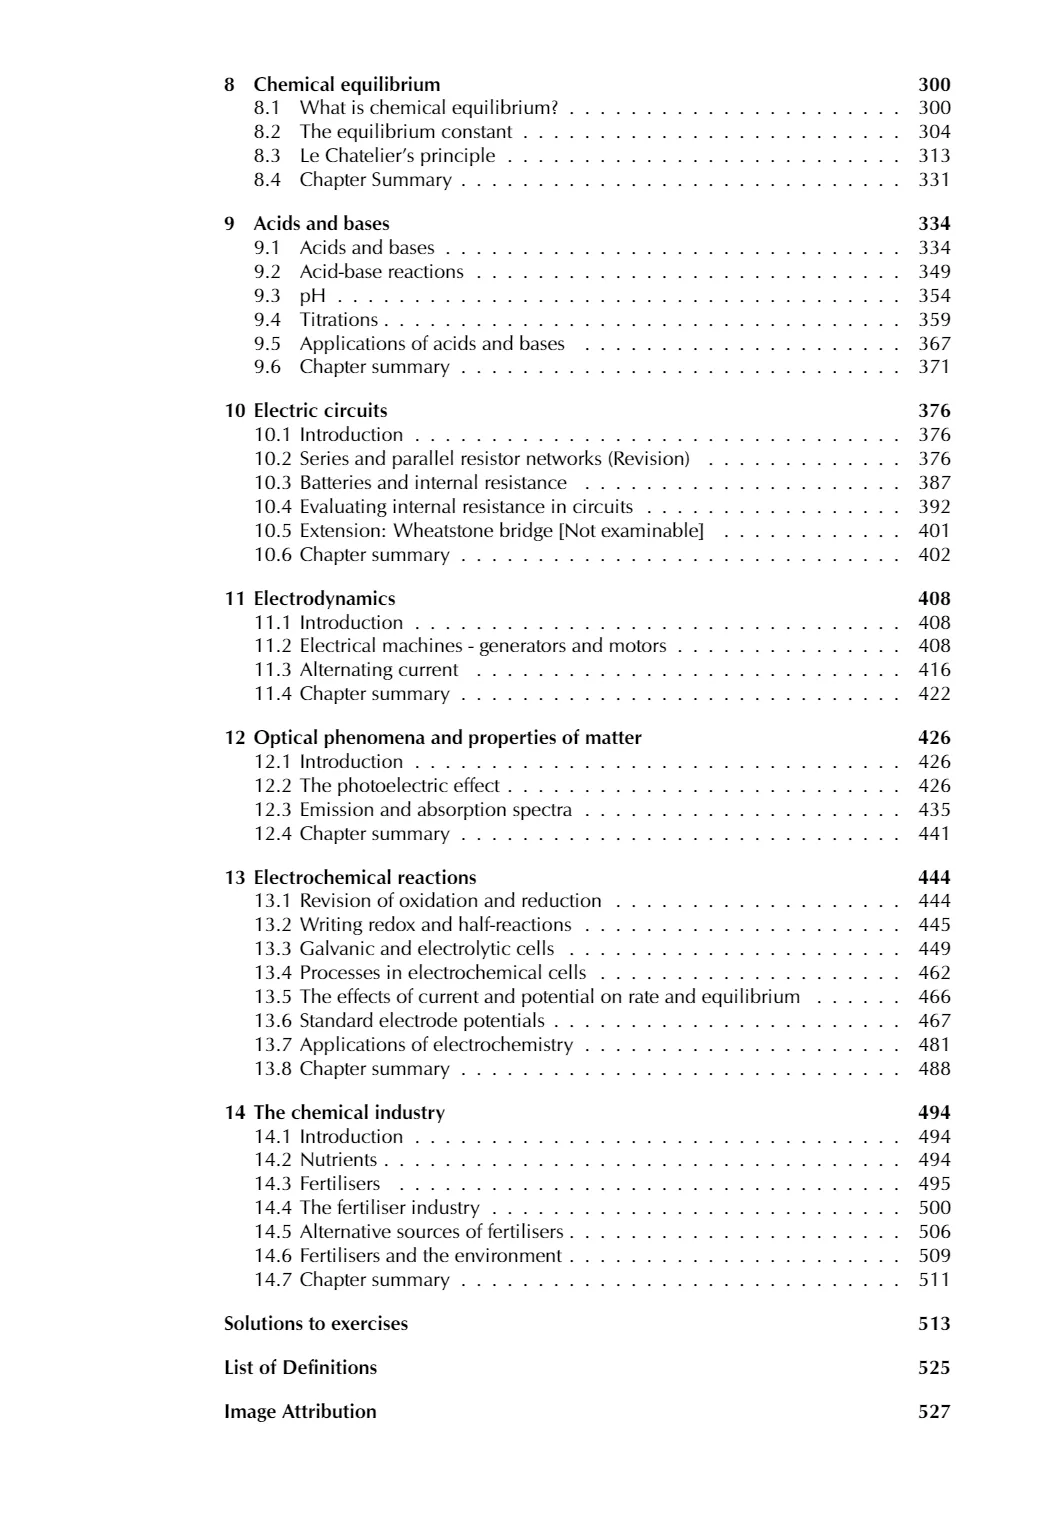 8 Chemical equilibrium 300
8.1 What is chemical equilibrium? . . . . . . . . . . . . . . . . . . . . . . 300
8.2 The equilibrium constant . . . . . . . . . . . . . . . . . . . . . . . . . 304
8.3 Le Chatelier's principle . . . . . . . . . . . . . . . . . . . . . . . . . . 313
8.4 Chapter Summary . . . . . . . . . . . . . . . . . . . . . . . . . . . . . 331
9 Acids and bases 334
9.1 Acids and bases . . . . . . . . . . . . . . . . . . . . . . . . . . . . . . 334
9.2 Acid-base reactions . . . . . . . . . . . . . . . . . . . . . . . . . . . . 349
9.3 pH . . . . . . . . . . . . . . . . . . . . . . . . . . . . . . . . . . . . . 354
9.4 Titrations . . . . . . . . . . . . . . . . . . . . . . . . . . . . . . . . . . 359
9.5 Applications of acids and bases . . . . . . . . . . . . . . . . . . . . . 367
9.6 Chapter summary . . . . . . . . . . . . . . . . . . . . . . . . . . . . . 371
10 Electric circuits 376
10.1 Introduction . . . . . . . . . . . . . . . . . . . . . . . . . . . . . . . . 376
10.2 Series and parallel resistor networks (Revision) . . . . . . . . . . . . . 376
10.3 Batteries and internal resistance . . . . . . . . . . . . . . . . . . . . . 387
10.4 Evaluating internal resistance in circuits . . . . . . . . . . . . . . . . . 392
10.5 Extension: Wheatstone bridge [Not examinable] . . . . . . . . . . . . 401
10.6 Chapter summary . . . . . . . . . . . . . . . . . . . . . . . . . . . . . 402
11 Electrodynamics 408
11.1 Introduction . . . . . . . . . . . . . . . . . . . . . . . . . . . . . . . . 408
11.2 Electrical machines - generators and motors . . . . . . . . . . . . . . . 408
11.3 Alternating current . . . . . . . . . . . . . . . . . . . . . . . . . . . . 416
11.4 Chapter summary . . . . . . . . . . . . . . . . . . . . . . . . . . . . . 422
12 Optical phenomena and properties of matter 426
12.1 Introduction . . . . . . . . . . . . . . . . . . . . . . . . . . . . . . . . 426
12.2 The photoelectric effect . . . . . . . . . . . . . . . . . . . . . . . . . . 426
12.3 Emission and absorption spectra . . . . . . . . . . . . . . . . . . . . . 435
12.4 Chapter summary . . . . . . . . . . . . . . . . . . . . . . . . . . . . . 441
13 Electrochemical reactions 444
13.1 Revision of oxidation and reduction . . . . . . . . . . . . . . . . . . . 444
13.2 Writing redox and half-reactions . . . . . . . . . . . . . . . . . . . . . 445
13.3 Galvanic and electrolytic cells . . . . . . . . . . . . . . . . . . . . . . 449
13.4 Processes in electrochemical cells . . . . . . . . . . . . . . . . . . . . 462
13.5 The effects of current and potential on rate and equilibrium . . . . . . 466
13.6 Standard electrode potentials . . . . . . . . . . . . . . . . . . . . . . . 467
13.7 Applications of electrochemistry . . . . . . . . . . . . . . . . . . . . . 481
13.8 Chapter summary . . . . . . . . . . . . . . . . . . . . . . . . . . . . . 488
14 The chemical industry 494
14.1 Introduction . . . . . . . . . . . . . . . . . . . . . . . . . . . . . . . . 494
14.2 Nutrients . . . . . . . . . . . . . . . . . . . . . . . . . . . . . . . . . . 494
14.3 Fertilisers . . . . . . . . . . . . . . . . . . . . . . . . . . . . . . . . . 495
14.4 The fertiliser industry . . . . . . . . . . . . . . . . . . . . . . . . . . . 500
14.5 Alternative sources of fertilisers . . . . . . . . . . . . . . . . . . . . . . 506
14.6 Fertilisers and the environment . . . . . . . . . . . . . . . . . . . . . . 509
14.7 Chapter summary . . . . . . . . . . . . . . . . . . . . . . . . . . . . . 511
Solutions to exercises 513
List of Definitions 525
Image Attribution 527